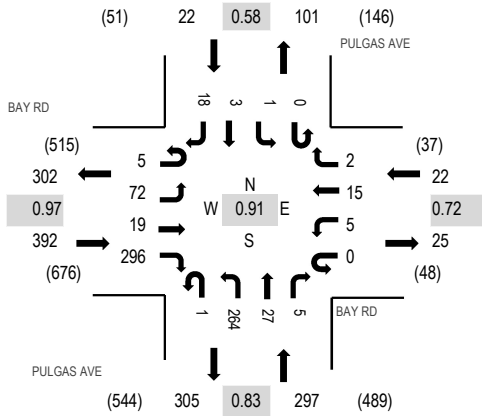 (51) 22 0.58 101 (146)
PULGAS AVE
BAY RD
18 3 1 0
(515) (37)
302 5 2 22
72 N 15
0.97 W 0.91 E 0.72
19 S 5
392 296 0 25
(676) (48)
1 264 27 5
BAY RD
PULGAS AVE
(544) 305 0.83 297 (489)